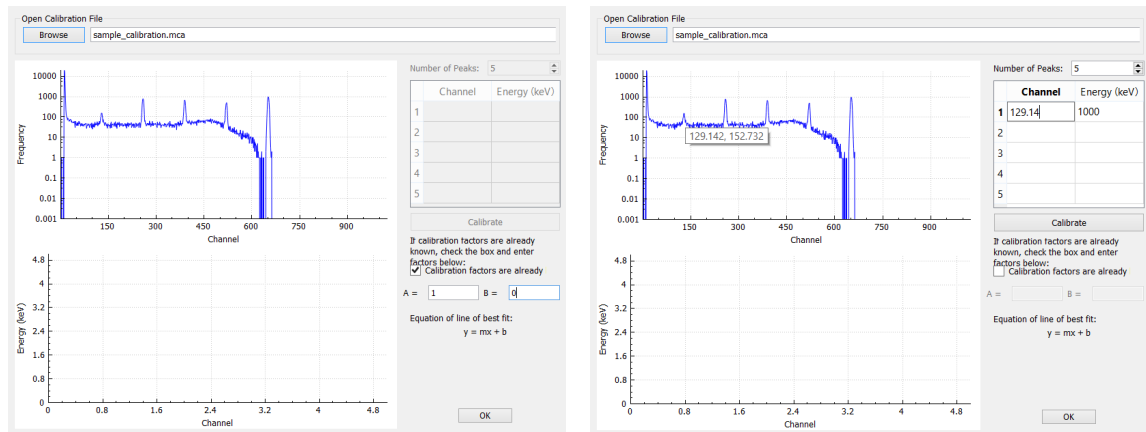 Open Calibration File
Browse sample_calibration.mca
Number of Peaks: 5
Channel Energy (keV)
1
2
3
4
5
Calibrate
If calibration factors are already
known, check the box and enter
factors below:
Calibration factors are already
A = 1 B = 0
Equation of line of best fit:
y = mx + b
OK
10000
1000
100
10
1
0.1
0.01
0.001
Frequency
150 300 450 600 750 900
Channel
4.8
4
3.2
2.4
1.6
0.8
0
Energy (keV)
0 0.8 1.6 2.4 3.2 4 4.8
Channel
Open Calibration File
Browse sample_calibration.mca
Number of Peaks: 5
Channel Energy (keV)
1 129.14 1000
2
3
4
5
Calibrate
If calibration factors are already
known, check the box and enter
factors below:
Calibration factors are already
A = B =
Equation of line of best fit:
y = mx + b
OK
10000
1000
100
10
1
0.1
0.01
0.001
Frequency
129.142, 152.732
150 300 450 600 750 900
Channel
4.8
4
3.2
2.4
1.6
0.8
0
Energy (keV)
0 0.8 1.6 2.4 3.2 4 4.8
Channel